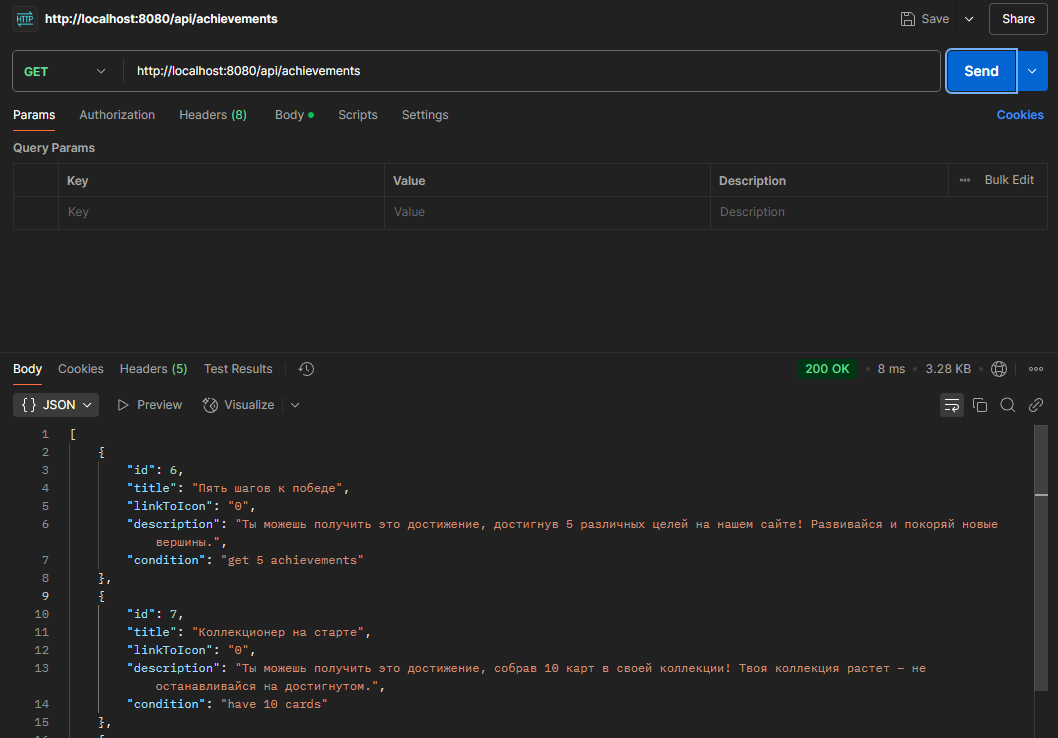 HTTP http://localhost:8080/api/achievements Save Share
GET http://localhost:8080/api/achievements Send
Params Authorization Headers (8) Body Scripts Settings Cookies
Query Params
Key Value Description Bulk Edit
Key Value Description
Body Cookies Headers (5) Test Results 200 OK 8 ms 3.28 KB
{} JSON Preview Visualize
1 [
2 {
3 "id": 6,
4 "title": "Пять шагов к победе",
5 "linkToIcon": "0",
6 "description": "Ты можешь получить это достижение, достигнув 5 различных целей на нашем сайте! Развивайся и покоряй новые
вершины.",
7 "condition": "get 5 achievements"
8 },
9 {
10 "id": 7,
11 "title": "Коллекционер на старте",
12 "linkToIcon": "0",
13 "description": "Ты можешь получить это достижение, собрав 10 карт в своей коллекции! Твоя коллекция растет – не
останавливайся на достигнутом.",
14 "condition": "have 10 cards"
15 },
16 {